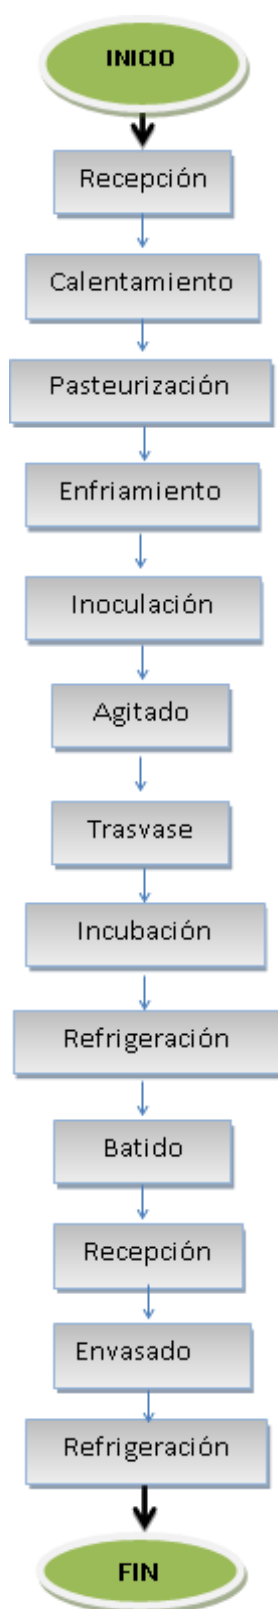 INICIO
Recepción
Calentamiento
Pasteurización
Enfriamiento
Inoculación
Agitado
Trasvase
Incubación
Refrigeración
Batido
Recepción
Envasado
Refrigeración
FIN